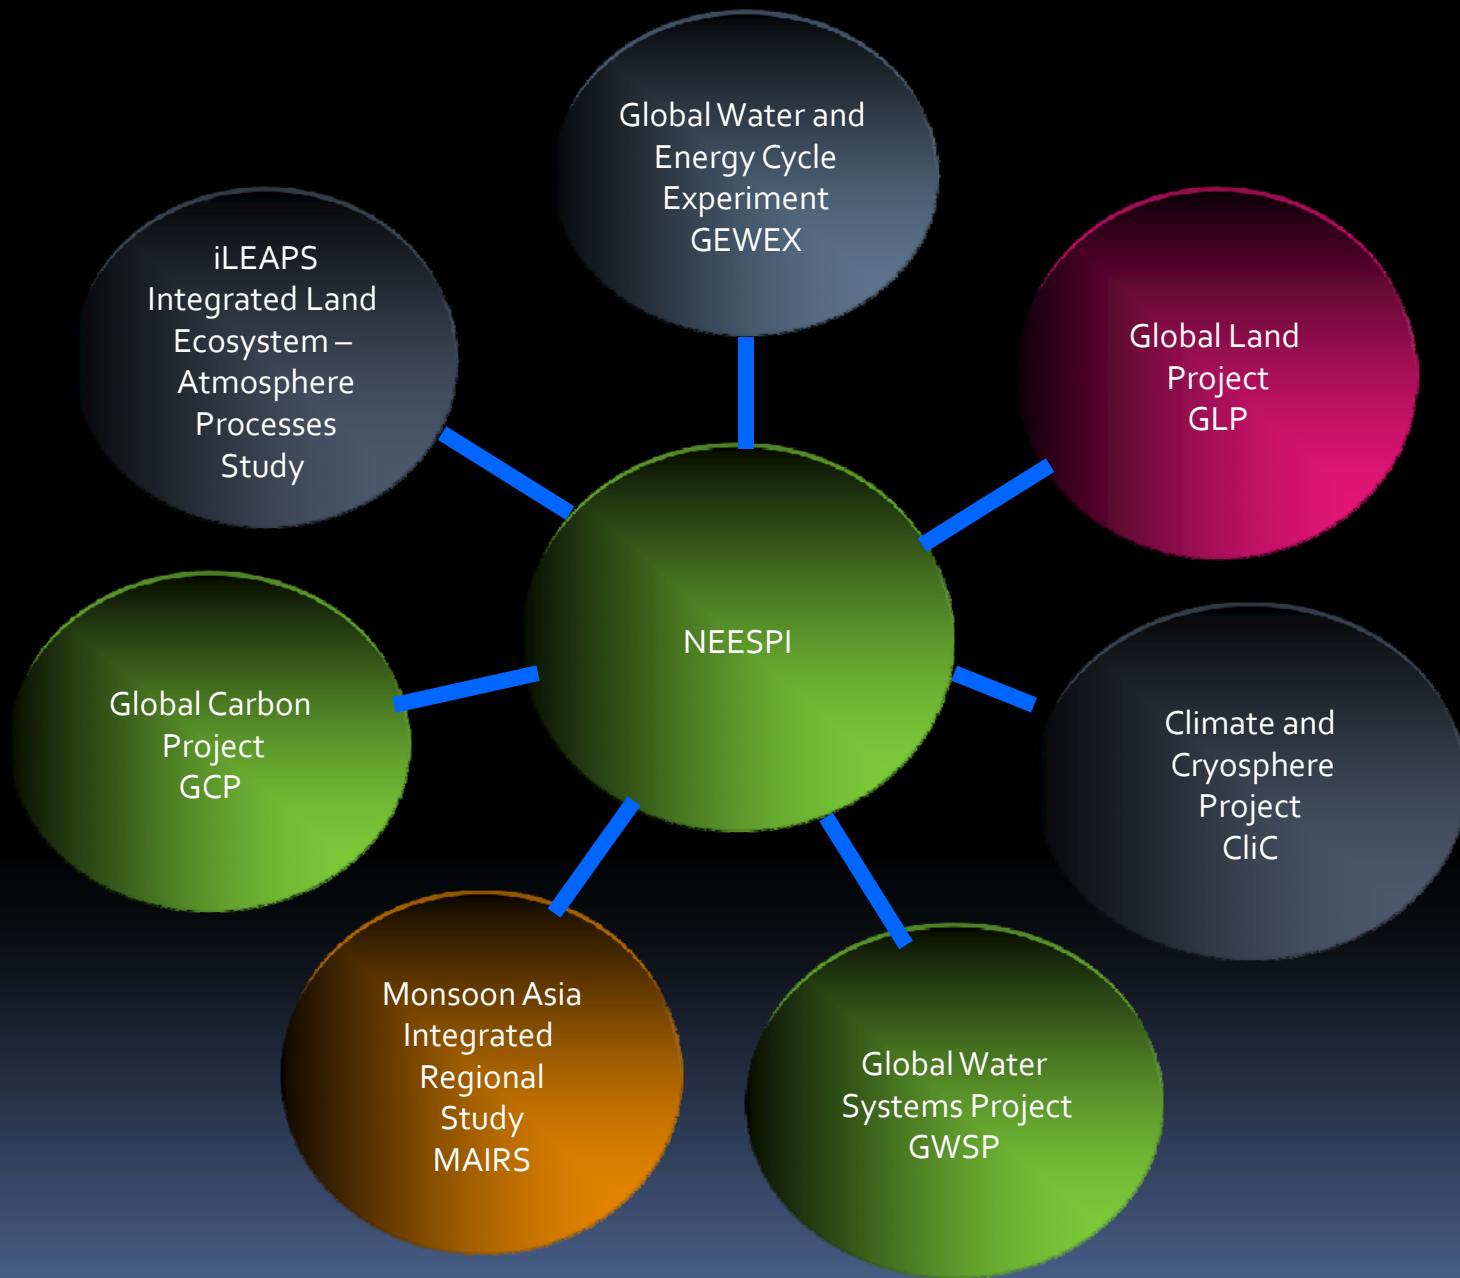 Global Water and
Energy Cycle
Experiment
GEWEX
iLEAPS
Integrated Land
Ecosystem –
Atmosphere
Processes
Study
Global Land
Project
GLP
NEESPI
Global Carbon
Project
GCP
Climate and
Cryosphere
Project
CliC
Monsoon Asia
Integrated
Regional
Study
MAIRS
Global Water
Systems Project
GWSP